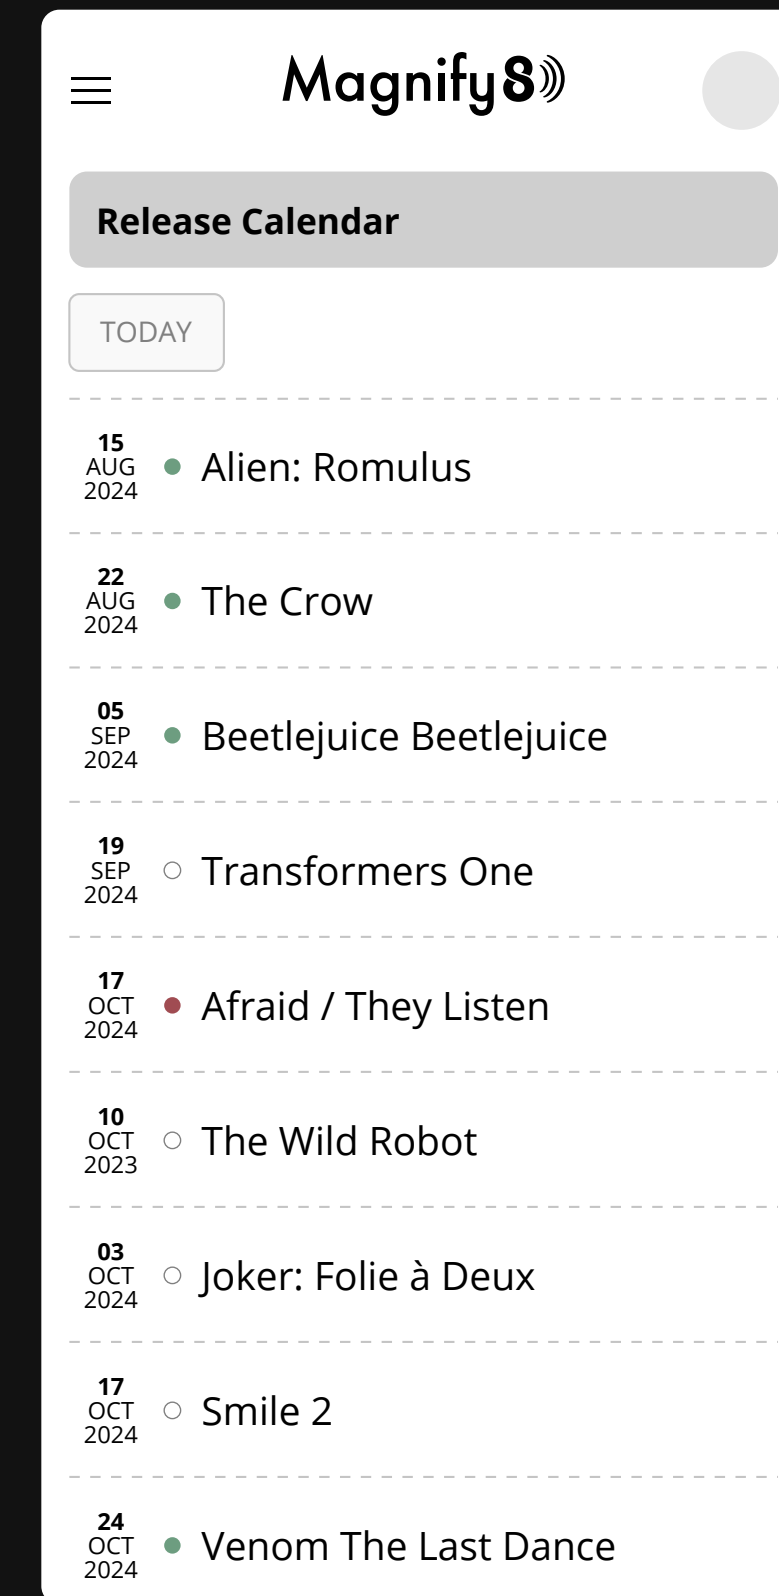 Magnify8
Release Calendar
TODAY
15
AUG
2024
Alien: Romulus
22
AUG
2024
The Crow
05
SEP
2024
Beetlejuice Beetlejuice
19
SEP
2024
Transformers One
17
OCT
2024
Afraid / They Listen
10
OCT
2023
The Wild Robot
03
OCT
2024
Joker: Folie à Deux
17
OCT
2024
Smile 2
24
OCT
2024
Venom The Last Dance